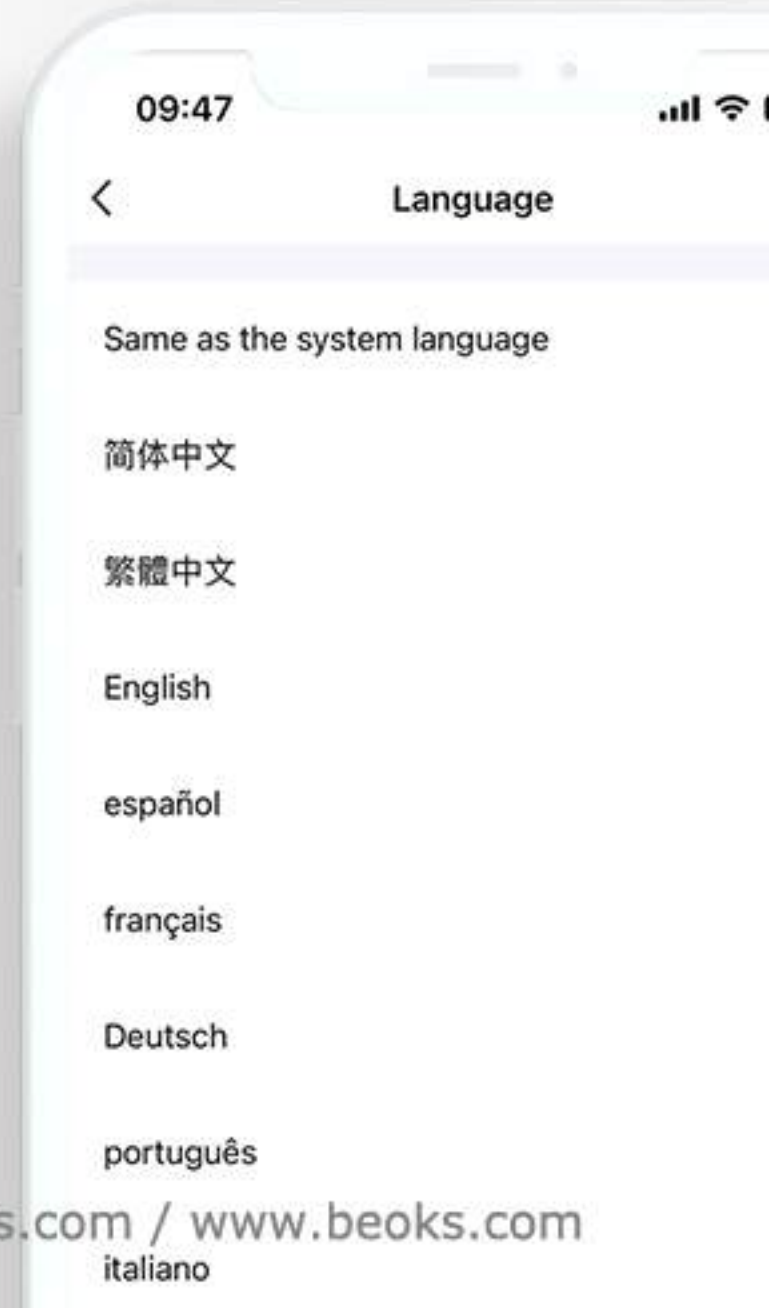 09:47
Language
Same as the system language
简体中文
繁體中文
English
español
français
Deutsch
português
s.com / www.beoks.com
italiano